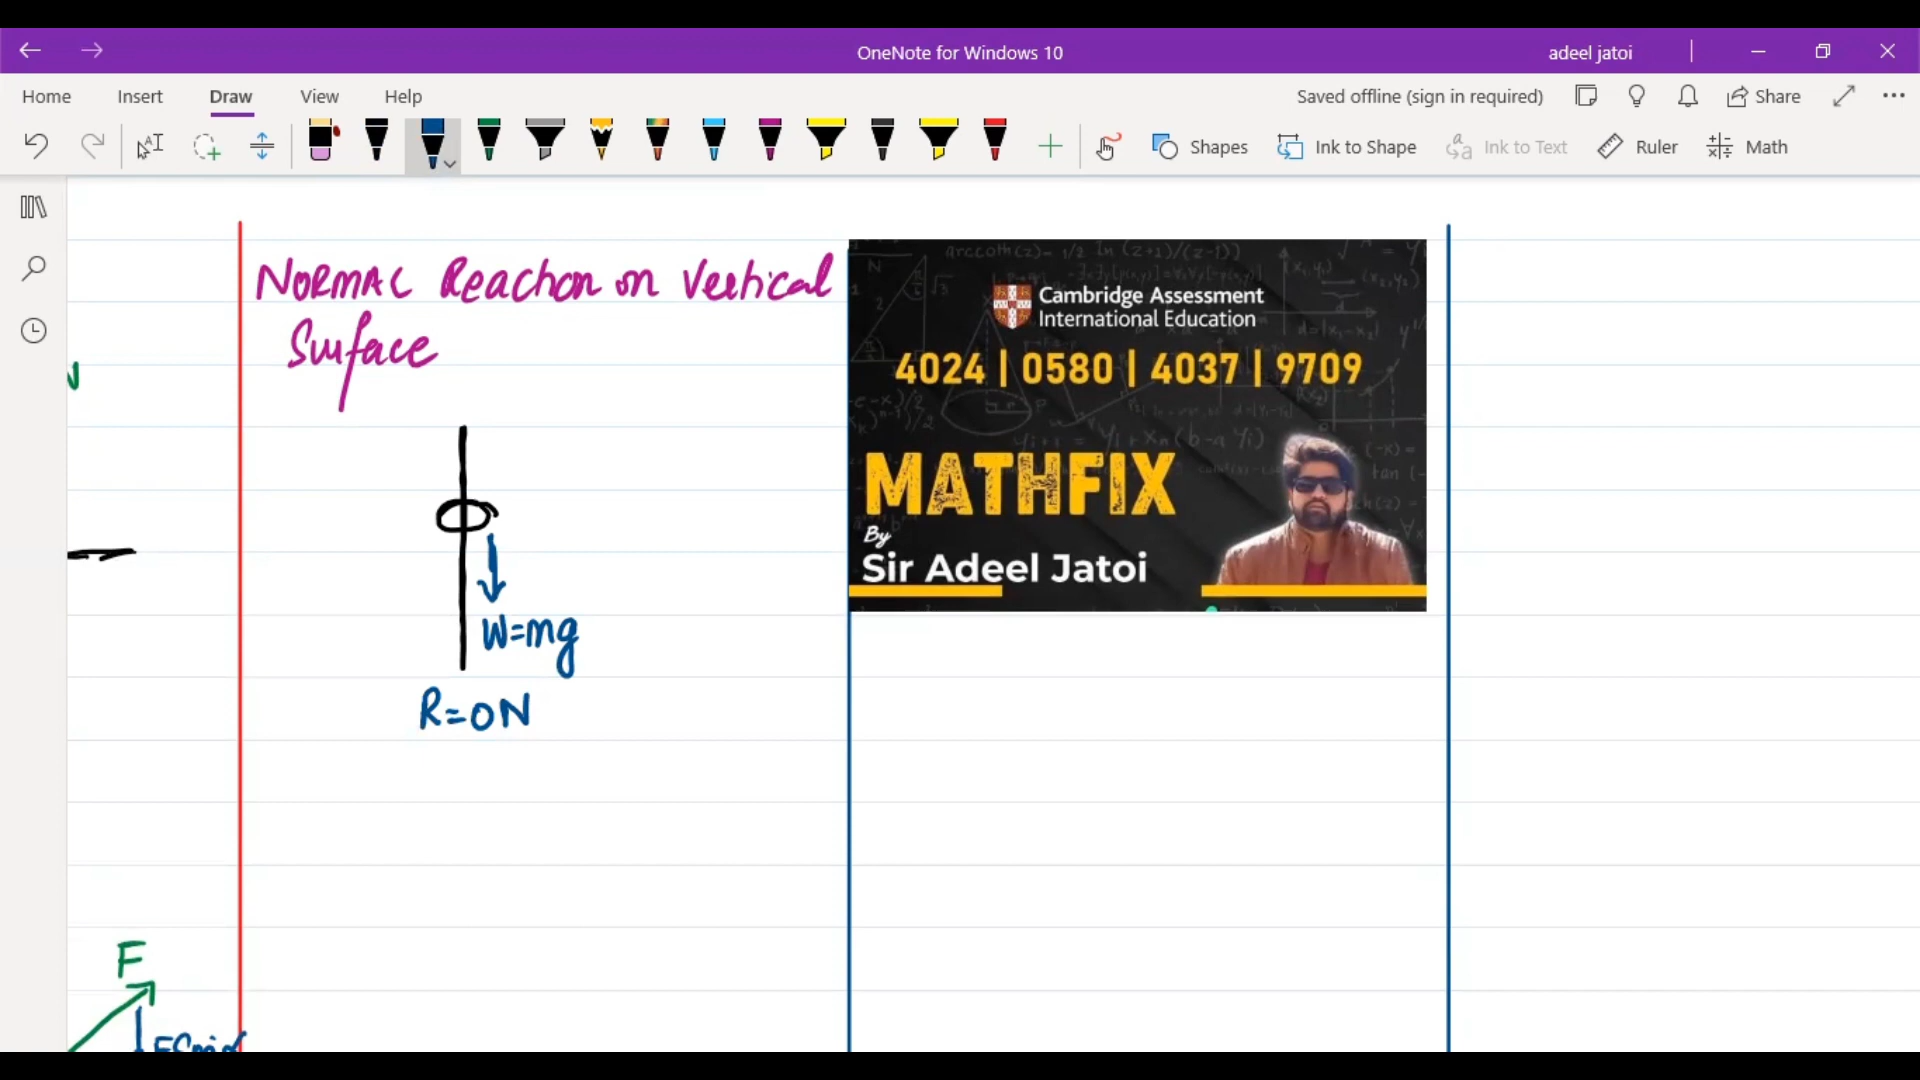 OneNote for Windows 10
adeel jatoi
Home Insert Draw View Help
Saved offline (sign in required)
Share
Shapes
Ink to Shape
Ink to Text
Ruler
Math
N
NORMAL Reaction on Vertical
Surface
W=mg
R=0N
F
Cambridge Assessment
International Education
4024 | 0580 | 4037 | 9709
MATHFIX
By
Sir Adeel Jatoi